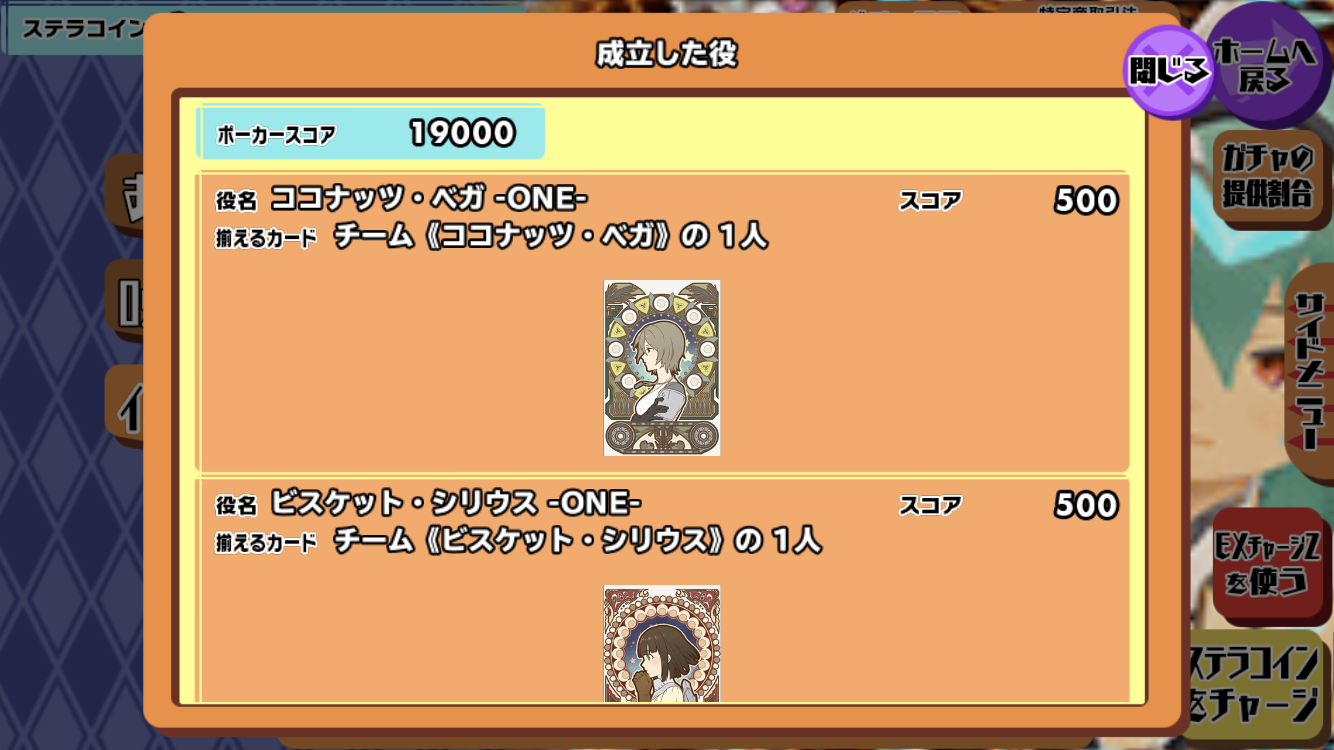 ステラコイン
成立した役
閉じる
ホームへ
戻る
ポーカースコア 19000
ガチャの
提供割合
役名 ココナッツ・ベガ -ONE- スコア 500
揃えるカード チーム《ココナッツ・ベガ》の 1人
サイドメニュー
役名 ビスケット・シリウス -ONE- スコア 500
揃えるカード チーム《ビスケット・シリウス》の 1人
EXチャージZ
を使う
ステラコイン
をチャージ